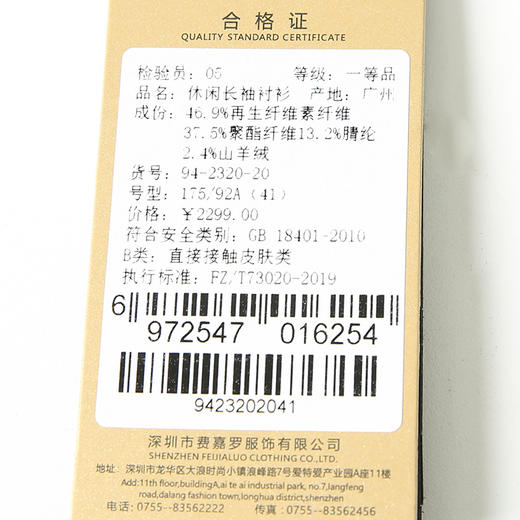 合格证
QUALITY STANDARD CERTIFICATE
检验员: 05 等级: 一等品
品名: 休闲长袖衬衫 产地: 广州
成份: 46.9%再生纤维素纤维
37.5%聚酯纤维13.2%腈纶
2.4%山羊绒
货号: 94-2320-20
号型: 175/92A (41)
价格: ¥2299.00
符合安全类别: GB 18401-2010
B类: 直接接触皮肤类
执行标准: FZ/T73020-2019
6 972547 016254
9423202041
深圳市费嘉罗服饰有限公司
SHENZHEN FEIJIALUO CLOTHING CO.,LTD
地址: 深圳市龙华区大浪时尚小镇浪峰路7号爱特爱产业园A座11楼
Add:11th floor,buildingA,ai te ai industrial park, no.7,langfeng
road,dalang fashion town,longhua district,shenzhen
电话: 0755-83562222 传真: 0755-83562456